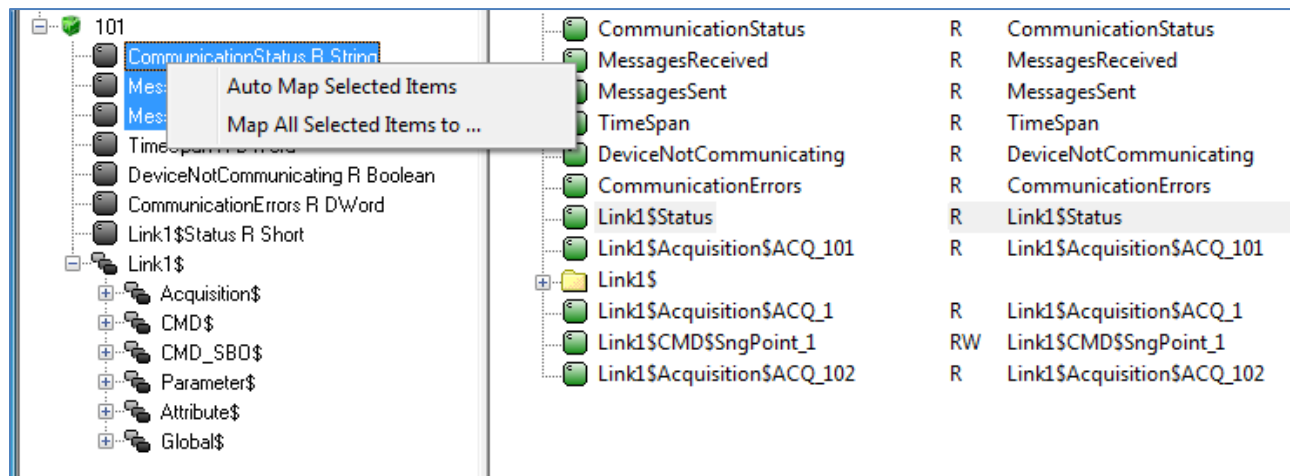 101
CommunicationStatus R String
Mes
Mes
Auto Map Selected Items
Map All Selected Items to ...
DeviceNotCommunicating R Boolean
CommunicationErrors R DWord
Link1$Status R Short
Link1$
Acquisition$
CMD$
CMD_SBO$
Parameter$
Attribute$
Global$
CommunicationStatus R CommunicationStatus
MessagesReceived R MessagesReceived
MessagesSent R MessagesSent
TimeSpan R TimeSpan
DeviceNotCommunicating R DeviceNotCommunicating
CommunicationErrors R CommunicationErrors
Link1$Status R Link1$Status
Link1$Acquisition$ACQ_101 R Link1$Acquisition$ACQ_101
Link1$
Link1$Acquisition$ACQ_1 R Link1$Acquisition$ACQ_1
Link1$CMD$SngPoint_1 RW Link1$CMD$SngPoint_1
Link1$Acquisition$ACQ_102 R Link1$Acquisition$ACQ_102